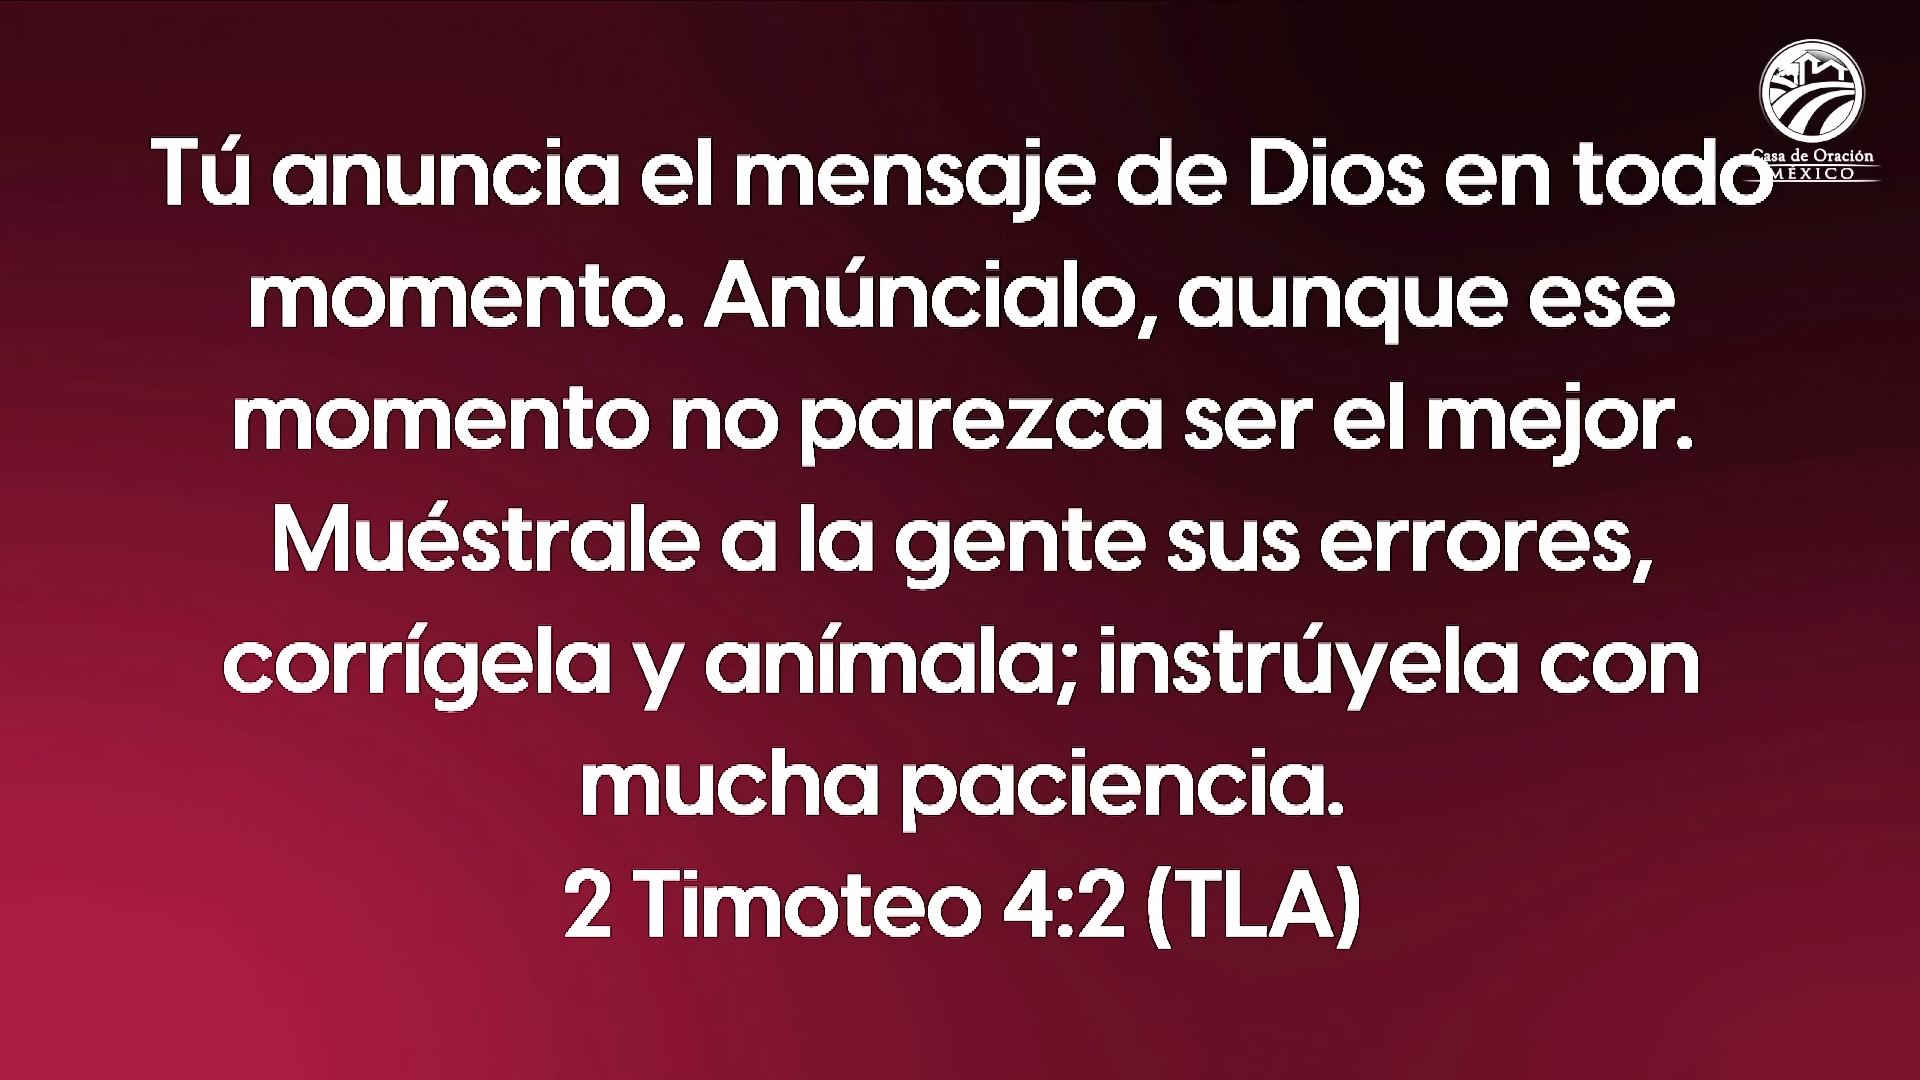 Casa de Oración
MÉXICO
Tú anuncia el mensaje de Dios en todo
momento. Anúncialo, aunque ese
momento no parezca ser el mejor.
Muéstrale a la gente sus errores,
corrígela y anímala; instrúyela con
mucha paciencia.
2 Timoteo 4:2 (TLA)